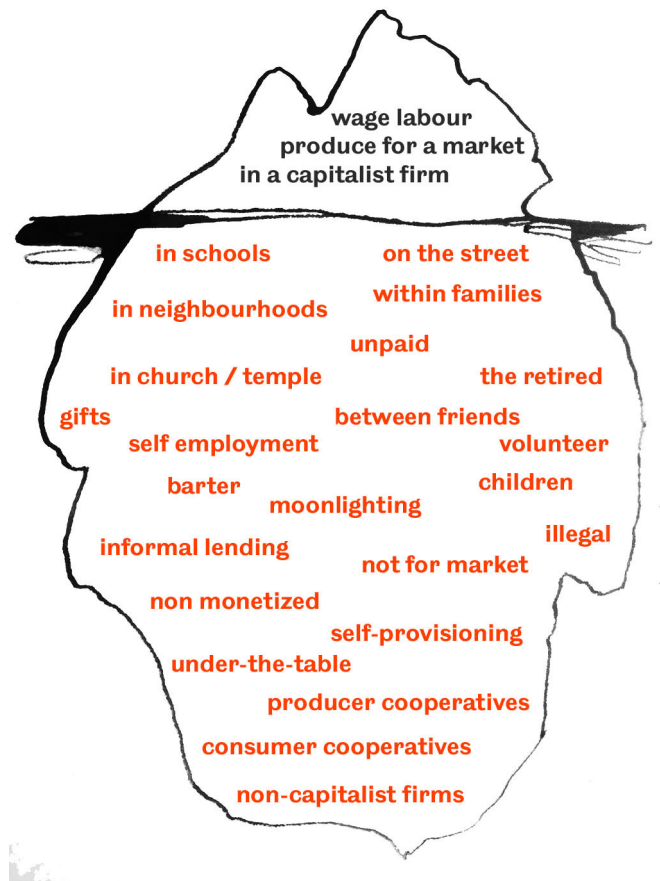 wage labour
produce for a market
in a capitalist firm
in schools
on the street
within families
in neighbourhoods
unpaid
in church / temple
the retired
gifts
between friends
self employment
volunteer
barter
children
moonlighting
illegal
informal lending
not for market
non monetized
self-provisioning
under-the-table
producer cooperatives
consumer cooperatives
non-capitalist firms